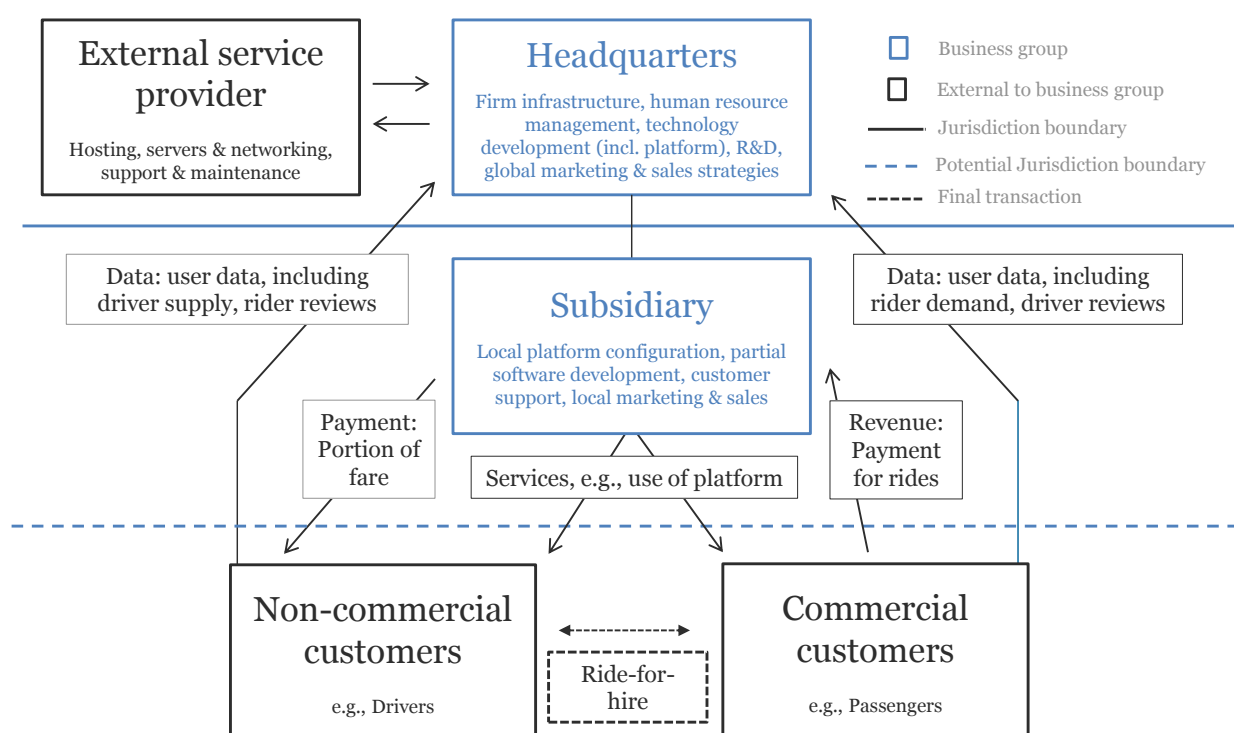 External service
provider
Hosting, servers & networking,
support & maintenance
Headquarters
Firm infrastructure, human resource
management, technology
development (incl. platform), R&D,
global marketing & sales strategies
Business group
External to business group
Jurisdiction boundary
Potential Jurisdiction boundary
Final transaction
Data: user data, including
driver supply, rider reviews
Subsidiary
Local platform configuration, partial
software development, customer
support, local marketing & sales
Data: user data, including
rider demand, driver reviews
Payment:
Portion of
fare
Services, e.g., use of platform
Revenue:
Payment
for rides
Non-commercial
customers
e.g., Drivers
Ride-for-
hire
Commercial
customers
e.g., Passengers